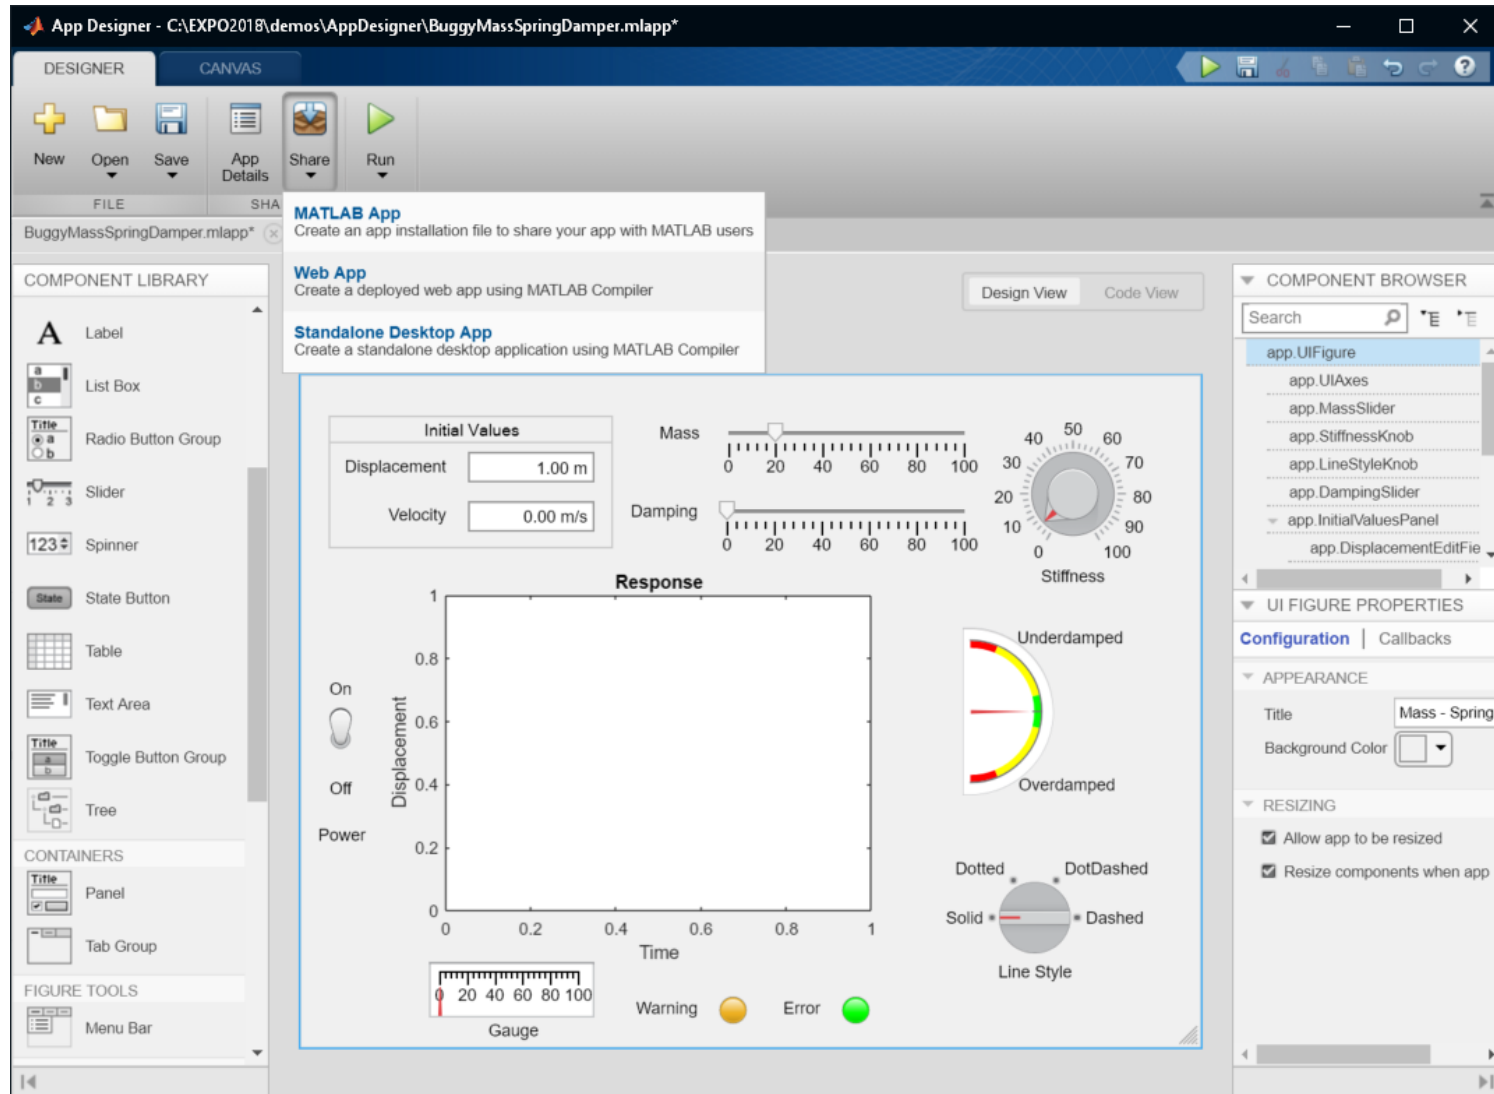 App Designer - C:\EXPO2018\demos\AppDesigner\BuggyMassSpringDamper.mlapp*
DESIGNER CANVAS
New Open Save App Details Share Run
FILE SHA
MATLAB App
Create an app installation file to share your app with MATLAB users
Web App
Create a deployed web app using MATLAB Compiler
Standalone Desktop App
Create a standalone desktop application using MATLAB Compiler
BuggyMassSpringDamper.mlapp*
COMPONENT LIBRARY
A Label
a b c List Box
Title a b Radio Button Group
1 2 3 Slider
123 Spinner
State State Button
Table
Text Area
Title a b Toggle Button Group
Tree
CONTAINERS
Title Panel
Tab Group
FIGURE TOOLS
Menu Bar
Design View Code View
Initial Values
Displacement 1.00 m
Velocity 0.00 m/s
Mass
0 20 40 60 80 100
Damping
0 20 40 60 80 100
0 10 20 30 40 50 60 70 80 90 100
Stiffness
Response
1
0.8
0.6
0.4
0.2
0
Displacement
0 0.2 0.4 0.6 0.8 1
Time
On
Off
Power
Underdamped
Overdamped
Dotted DotDashed
Solid Dashed
Line Style
0 20 40 60 80 100
Gauge
Warning Error
COMPONENT BROWSER
Search
app.UIFigure
app.UIAxes
app.MassSlider
app.StiffnessKnob
app.LineStyleKnob
app.DampingSlider
app.InitialValuesPanel
app.DisplacementEditFie
UI FIGURE PROPERTIES
Configuration | Callbacks
APPEARANCE
Title Mass - Spring
Background Color
RESIZING
Allow app to be resized
Resize components when app